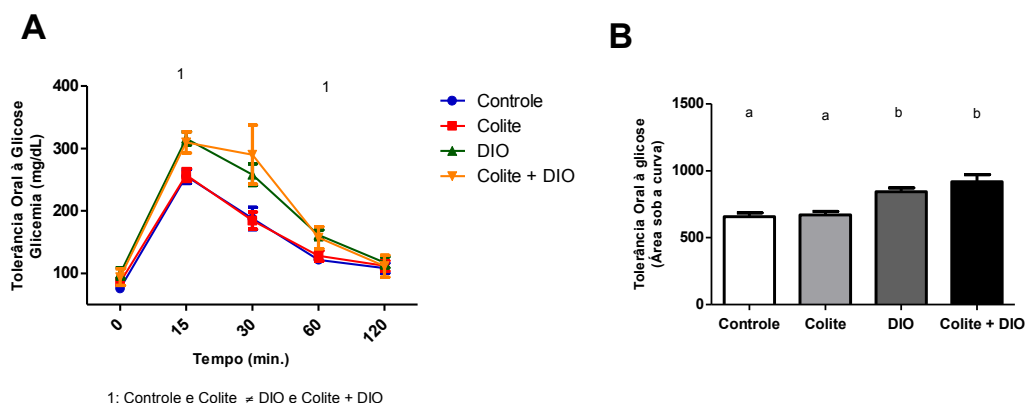 A
Tolerância Oral à Glicose
Glicemia (mg/dL)
400
300
200
100
1
1
0
15
30
60
120
Tempo (min.)
Controle
Colite
DIO
Colite + DIO
1: Controle e Colite ≠ DIO e Colite + DIO
B
Tolerância Oral à glicose
(Área sob a curva)
1500
1000
500
0
a
a
b
b
Controle
Colite
DIO
Colite + DIO